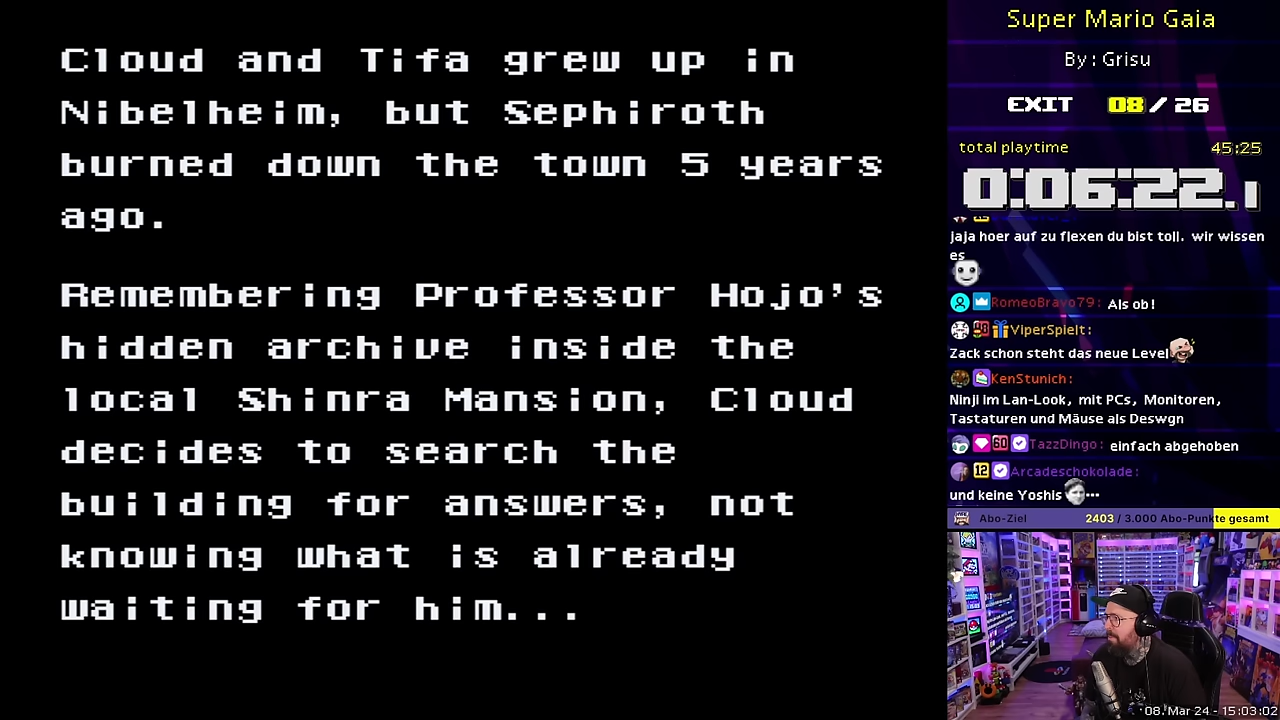 Cloud and Tifa grew up in
Nibelheim, but Sephiroth
burned down the town 5 years
ago.
Remembering Professor Hojo's
hidden archive inside the
local Shinra Mansion, Cloud
decides to search the
building for answers, not
knowing what is already
waiting for him...
Super Mario Gaia
By : Grisu
EXIT 08 / 26
total playtime 45:25
0:06:22.1
jaja hoer auf zu flexen du bist toll. wir wissen
es
RomeoBravo79: Als ob!
48 ViperSpielt:
Zack schon steht das neue Level
KenStunich:
Ninji im Lan-Look, mit PCs, Monitoren,
Tastaturen und Mäuse als Deswgn
60 TazzDingo: einfach abgehoben
12 Arcadeschokolade:
und keine Yoshis ...
Abo-Ziel 2403 / 3.000 Abo-Punkte gesamt
08. Mar 24 - 15:03:02